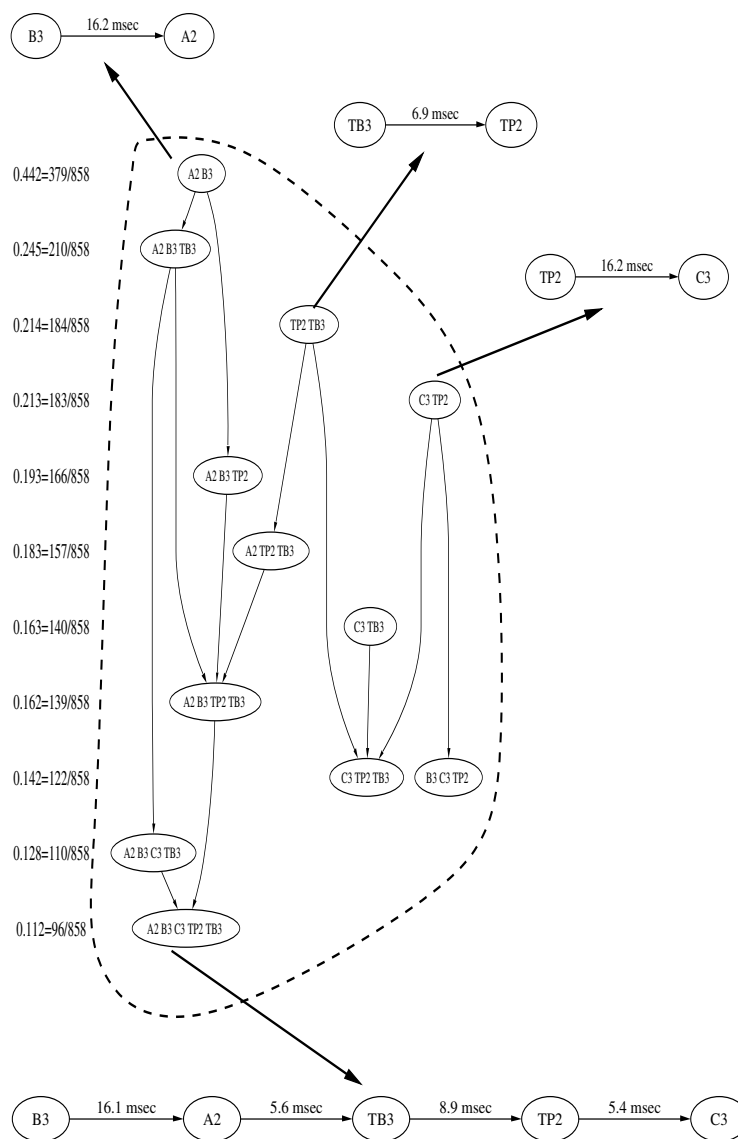 16.2 msec
B3 A2
6.9 msec
TB3 TP2
0.442=379/858 A2 B3
0.245=210/858 A2 B3 TB3
16.2 msec
TP2 C3
0.214=184/858 TP2 TB3
0.213=183/858 C3 TP2
0.193=166/858 A2 B3 TP2
0.183=157/858 A2 TP2 TB3
0.163=140/858 C3 TB3
0.162=139/858 A2 B3 TP2 TB3
0.142=122/858 C3 TP2 TB3 B3 C3 TP2
0.128=110/858 A2 B3 C3 TB3
0.112=96/858 A2 B3 C3 TP2 TB3
16.1 msec 5.6 msec 8.9 msec 5.4 msec
B3 A2 TB3 TP2 C3